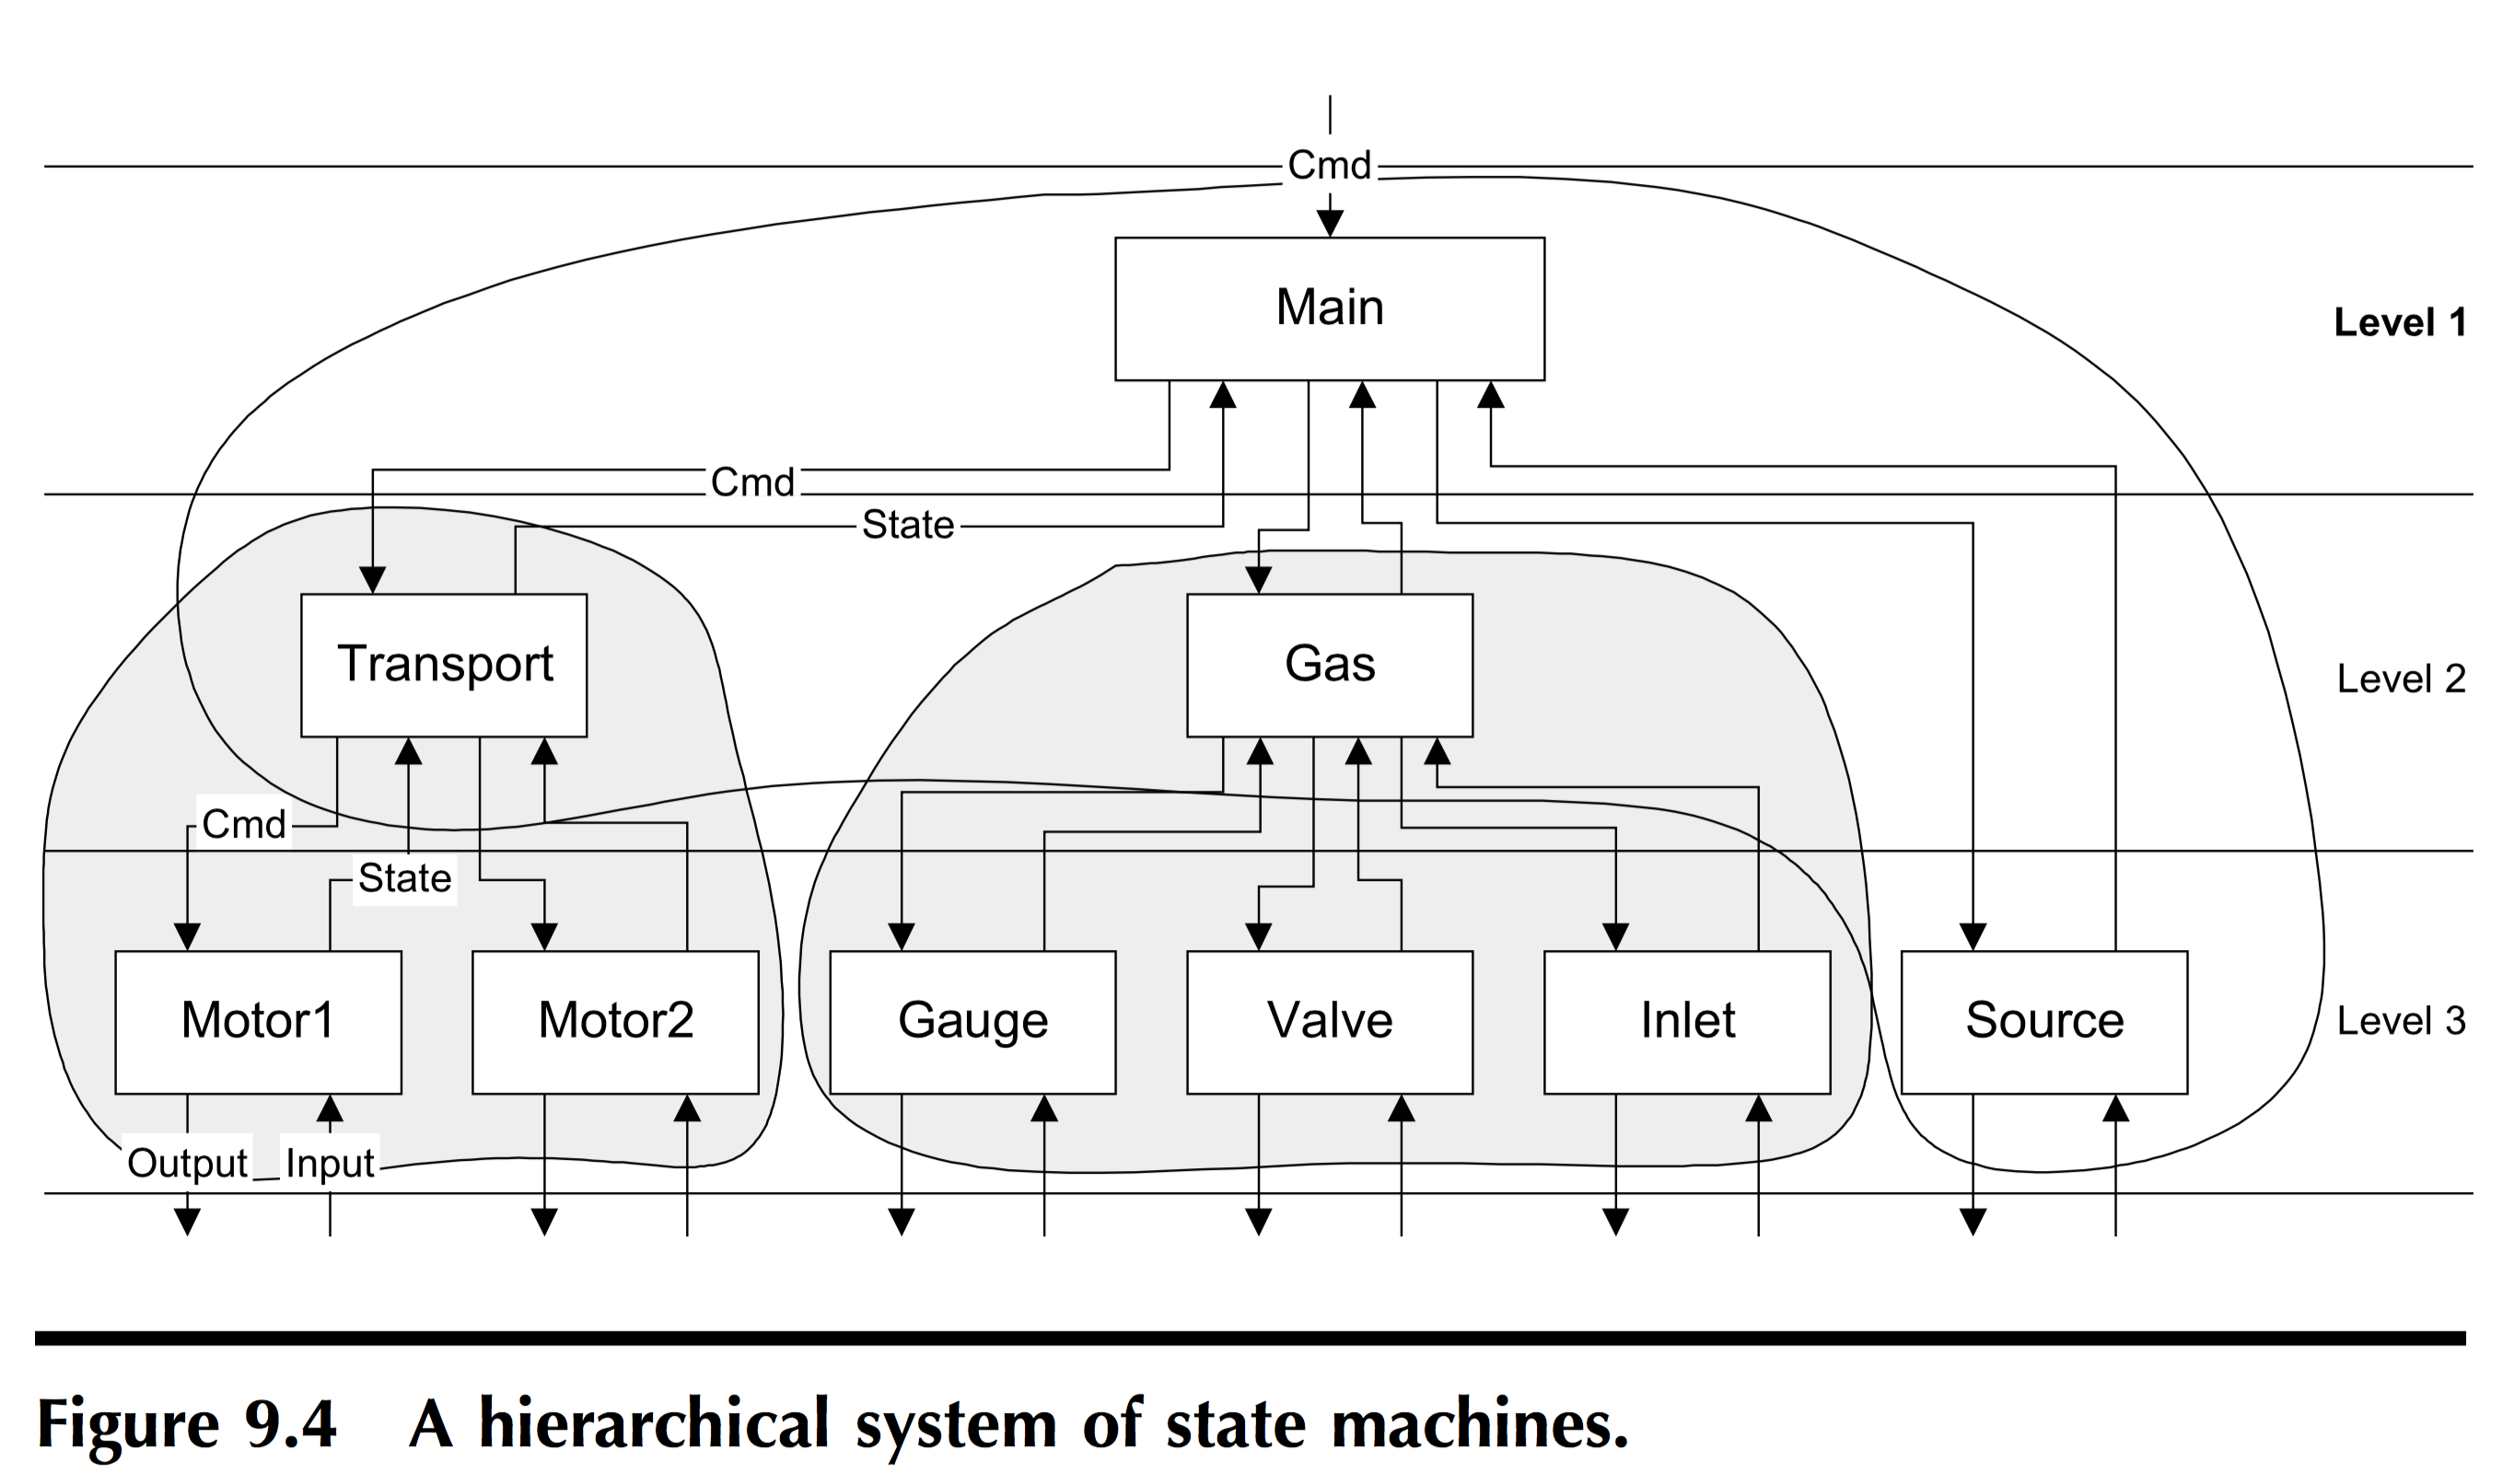 Cmd
Main
Level 1
Cmd
State
Transport
Gas
Level 2
Cmd
State
Motor1
Motor2
Gauge
Valve
Inlet
Source
Level 3
Output
Input
Figure 9.4 A hierarchical system of state machines.